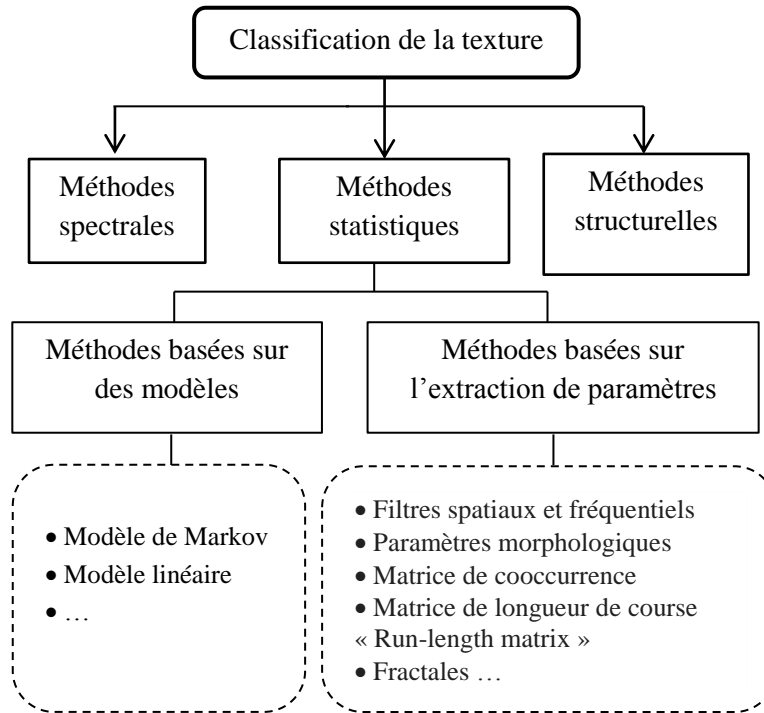 Classification de la texture
Méthodes
spectrales
Méthodes
statistiques
Méthodes
structurelles
Méthodes basées sur
des modèles
Méthodes basées sur
l’extraction de paramètres
• Modèle de Markov
• Modèle linéaire
• …
• Filtres spatiaux et fréquentiels
• Paramètres morphologiques
• Matrice de cooccurrence
• Matrice de longueur de course
« Run-length matrix »
• Fractales …